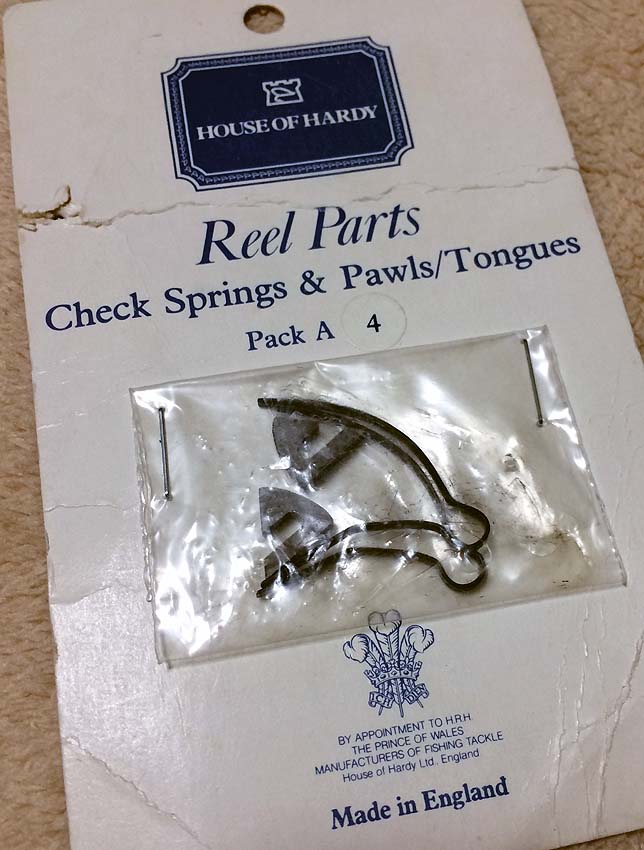 HOUSE OF HARDY
Reel Parts
Check Springs & Pawls/Tongues
Pack A 4
BY APPOINTMENT TO H.R.H.
THE PRINCE OF WALES
MANUFACTURERS OF FISHING TACKLE
House of Hardy Ltd., England
Made in England